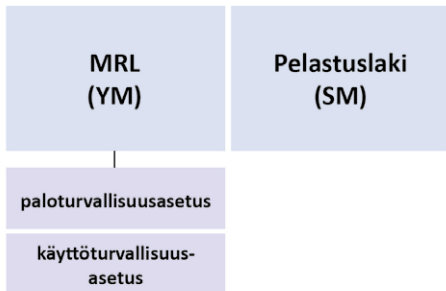 MRL
(YM)
Pelastuslaki
(SM)
paloturvallisuusasetus
käyttöturvallisuus-
asetus